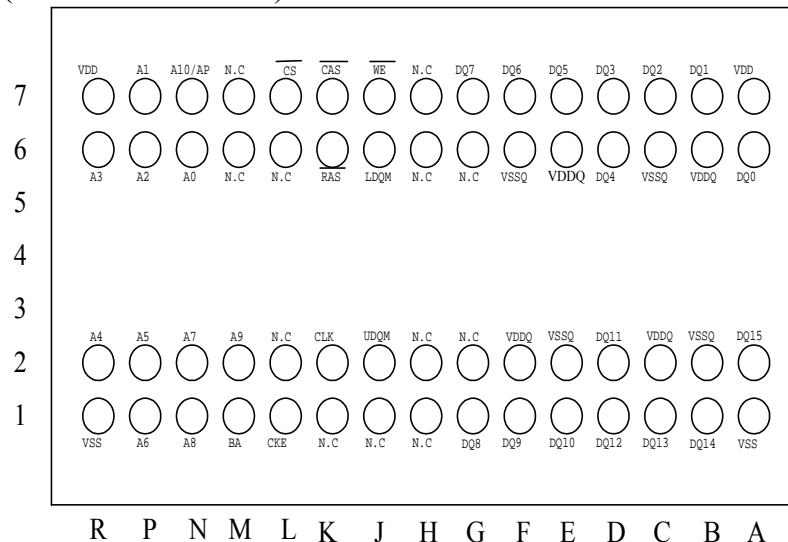 VDD A1 A10/AP N.C CS CAS WE N.C DQ7 DQ6 DQ5 DQ3 DQ2 DQ1 VDD
7
6
A3 A2 A0 N.C N.C RAS LDQM N.C N.C VSSQ VDDQ DQ4 VSSQ VDDQ DQ0
5
4
3
A4 A5 A7 A9 N.C CLK UDQM N.C N.C VDDQ VSSQ DQ11 VDDQ VSSQ DQ15
2
1
VSS A6 A8 BA CKE N.C N.C N.C DQ8 DQ9 DQ10 DQ12 DQ13 DQ14 VSS
R P N M L K J H G F E D C B A